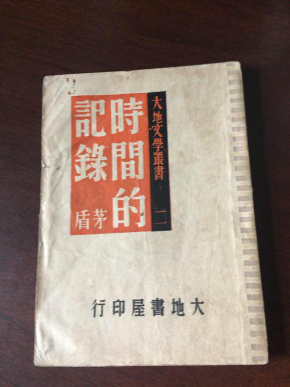 大地文學叢書 二
時間的
記錄
茅盾
大地書屋印行